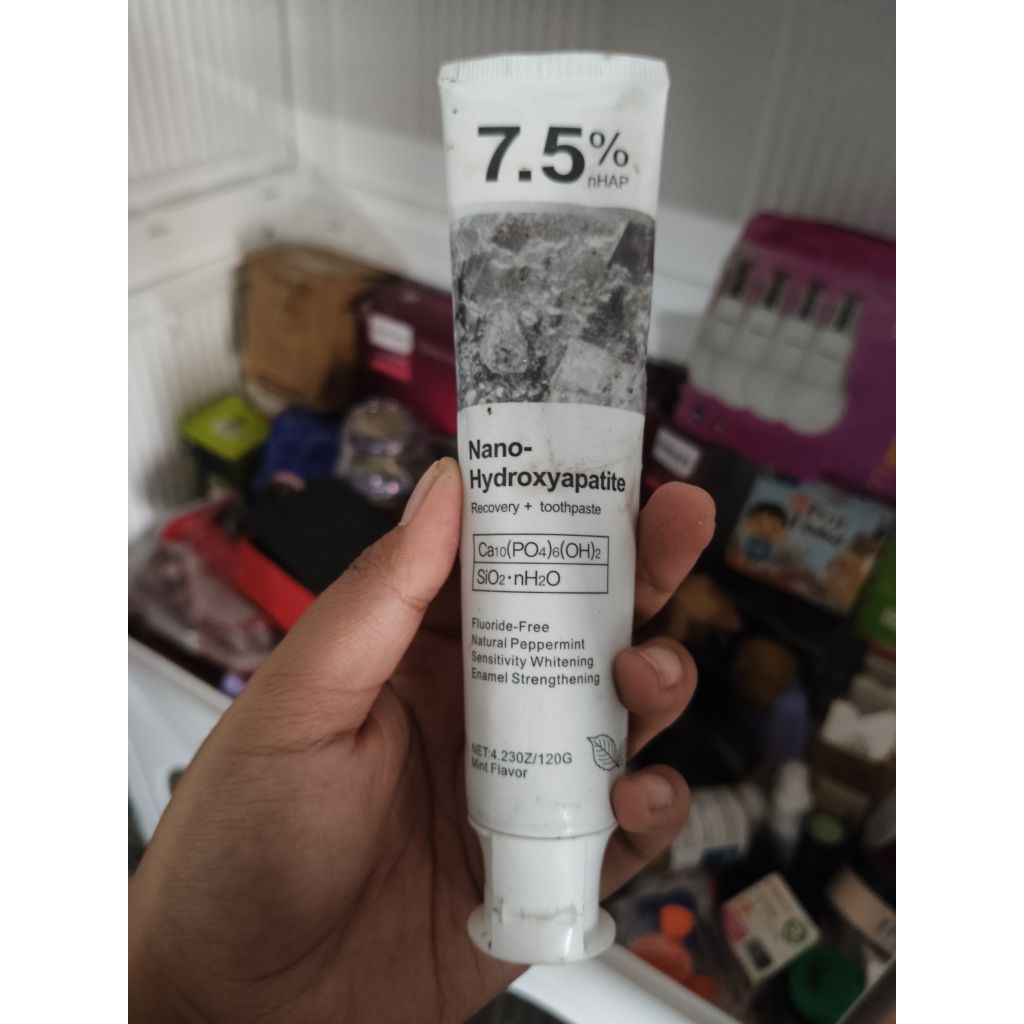 7.5%
nHAP
Nano-
Hydroxyapatite
Recovery + toothpaste
Ca10(PO4)6(OH)2
SiO2·nH2O
Fluoride-Free
Natural Peppermint
Sensitivity Whitening
Enamel Strengthening
NET:4.23OZ/120G
Mint Flavor